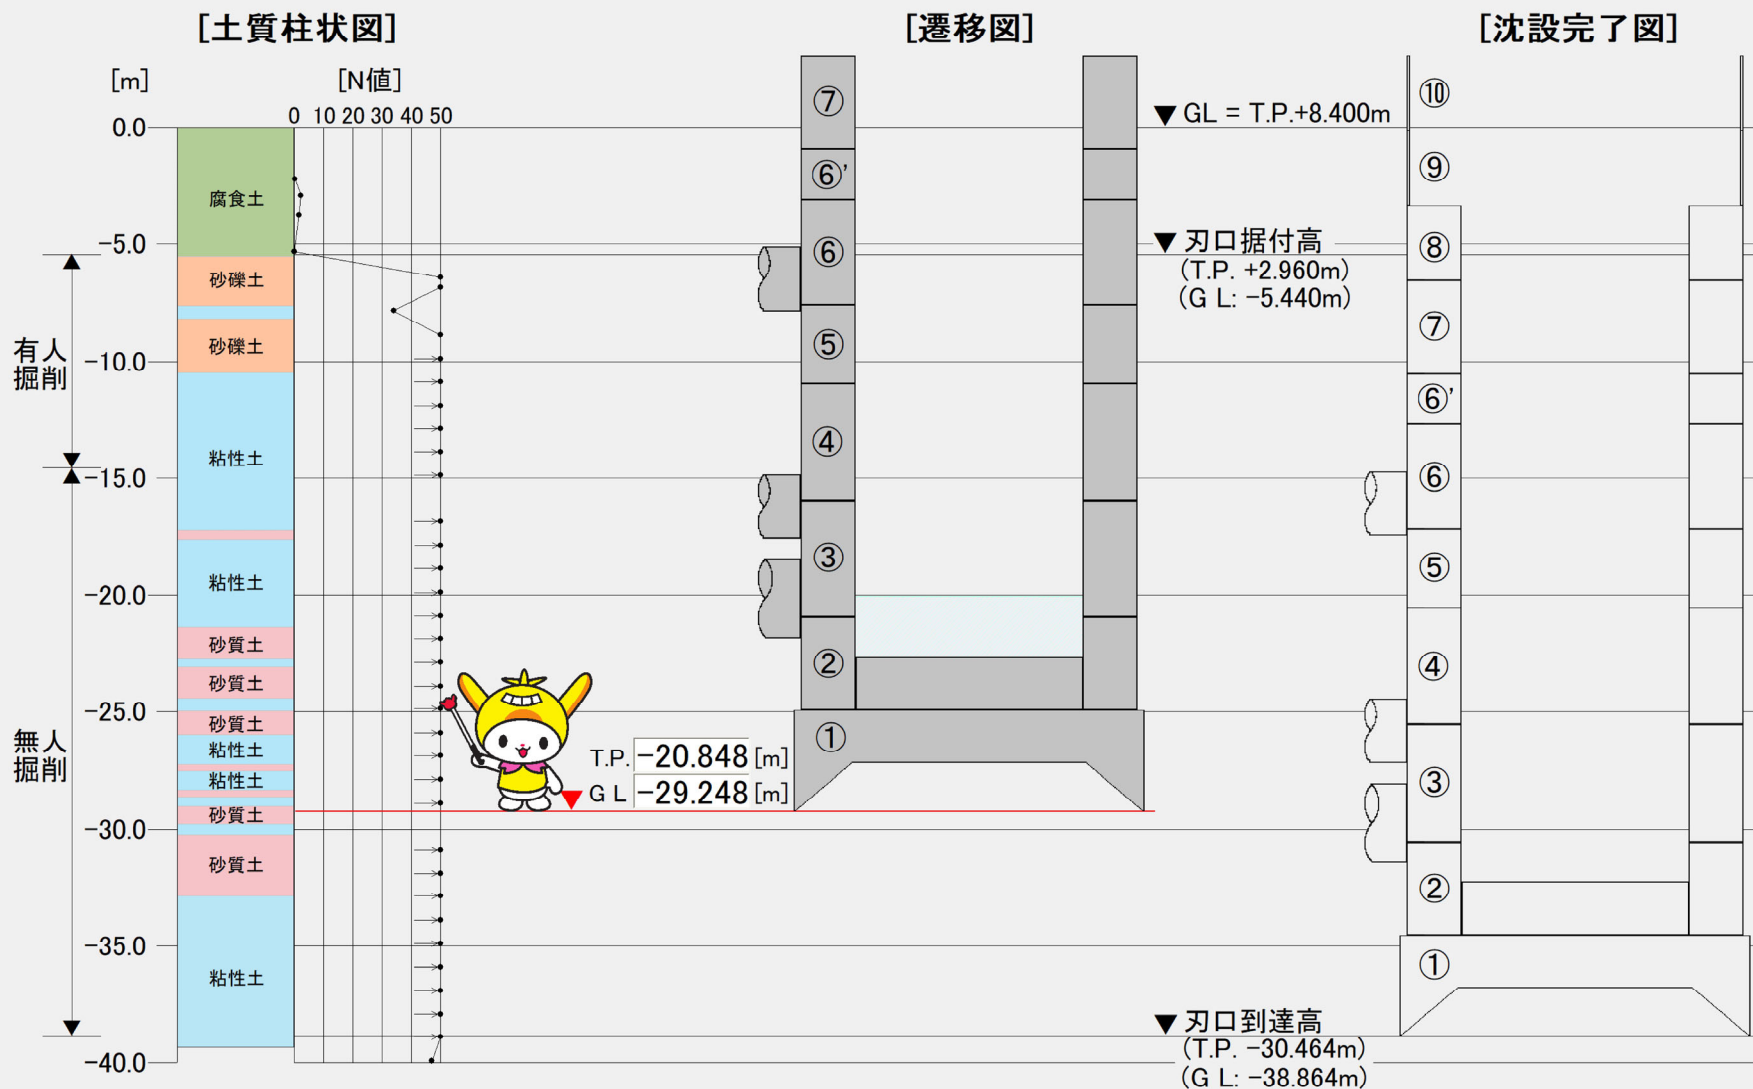 [土質柱状図]
[遷移図]
[沈設完了図]
[m]
[N値]
0 10 20 30 40 50
0.0
-5.0
-10.0
-15.0
-20.0
-25.0
-30.0
-35.0
-40.0
有人
掘削
無人
掘削
腐食土
砂礫土
砂礫土
粘性土
粘性土
砂質土
砂質土
砂質土
粘性土
粘性土
砂質土
砂質土
粘性土
T.P. -20.848 [m]
G L -29.248 [m]
⑦
⑥'
⑥
⑤
④
③
②
①
▼ GL = T.P.+8.400m
▼ 刃口据付高
(T.P. +2.960m)
(G L: -5.440m)
▼ 刃口到達高
(T.P. -30.464m)
(G L: -38.864m)
⑩
⑨
⑧
⑦
⑥'
⑥
⑤
④
③
②
①